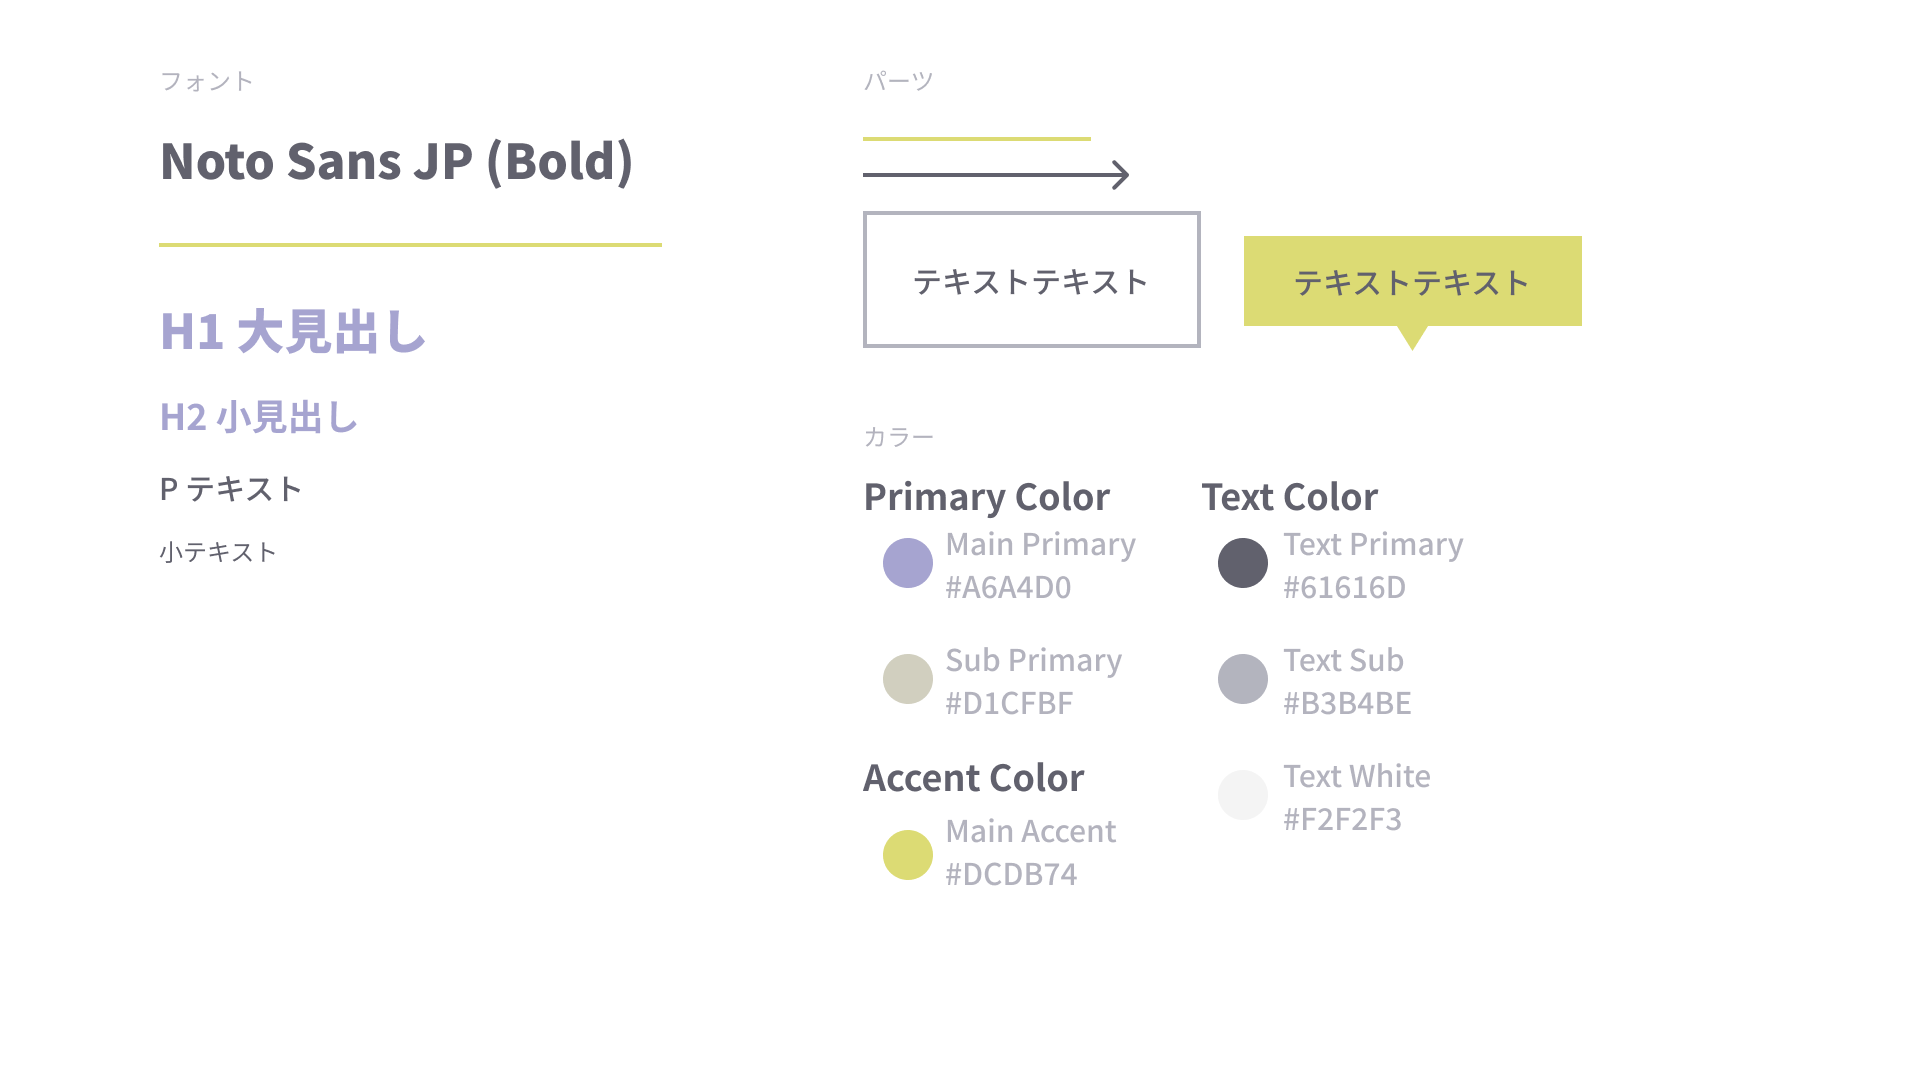 フォント
Noto Sans JP (Bold)
H1 大見出し
H2 小見出し
P テキスト
小テキスト
パーツ
テキストテキスト
テキストテキスト
カラー
Primary Color
Main Primary
#A6A4D0
Sub Primary
#D1CFBF
Accent Color
Main Accent
#DCDB74
Text Color
Text Primary
#61616D
Text Sub
#B3B4BE
Text White
#F2F2F3